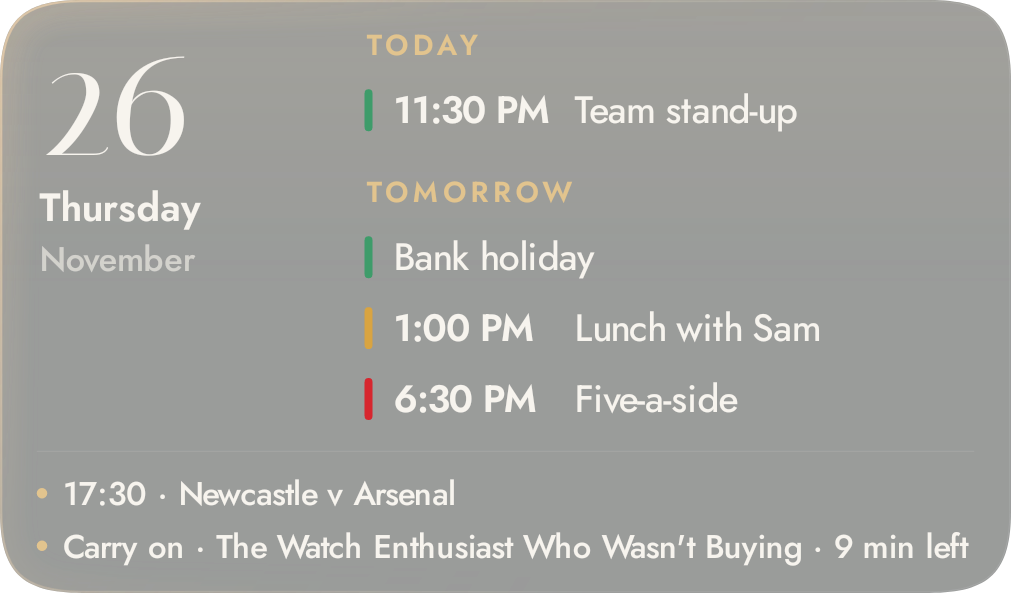 26
Thursday
November
TODAY
11:30 PM Team stand-up
TOMORROW
Bank holiday
1:00 PM Lunch with Sam
6:30 PM Five-a-side
17:30 · Newcastle v Arsenal
Carry on · The Watch Enthusiast Who Wasn't Buying · 9 min left